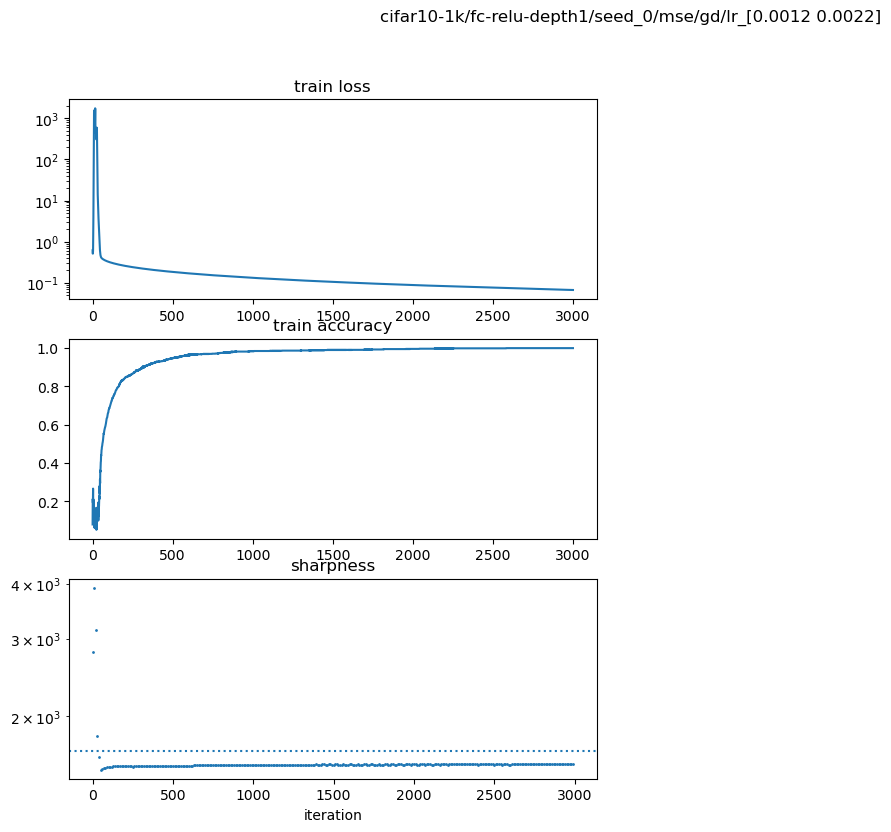 cifar10-1k/fc-relu-depth1/seed_0/mse/gd/lr_[0.0012 0.0022]
train loss
10³
10²
10¹
10⁰
10⁻¹
0 500 1000 1500 2000 2500 3000
train accuracy
1.0
0.8
0.6
0.4
0.2
0 500 1000 1500 2000 2500 3000
sharpness
4 × 10³
3 × 10³
2 × 10³
0 500 1000 1500 2000 2500 3000
iteration